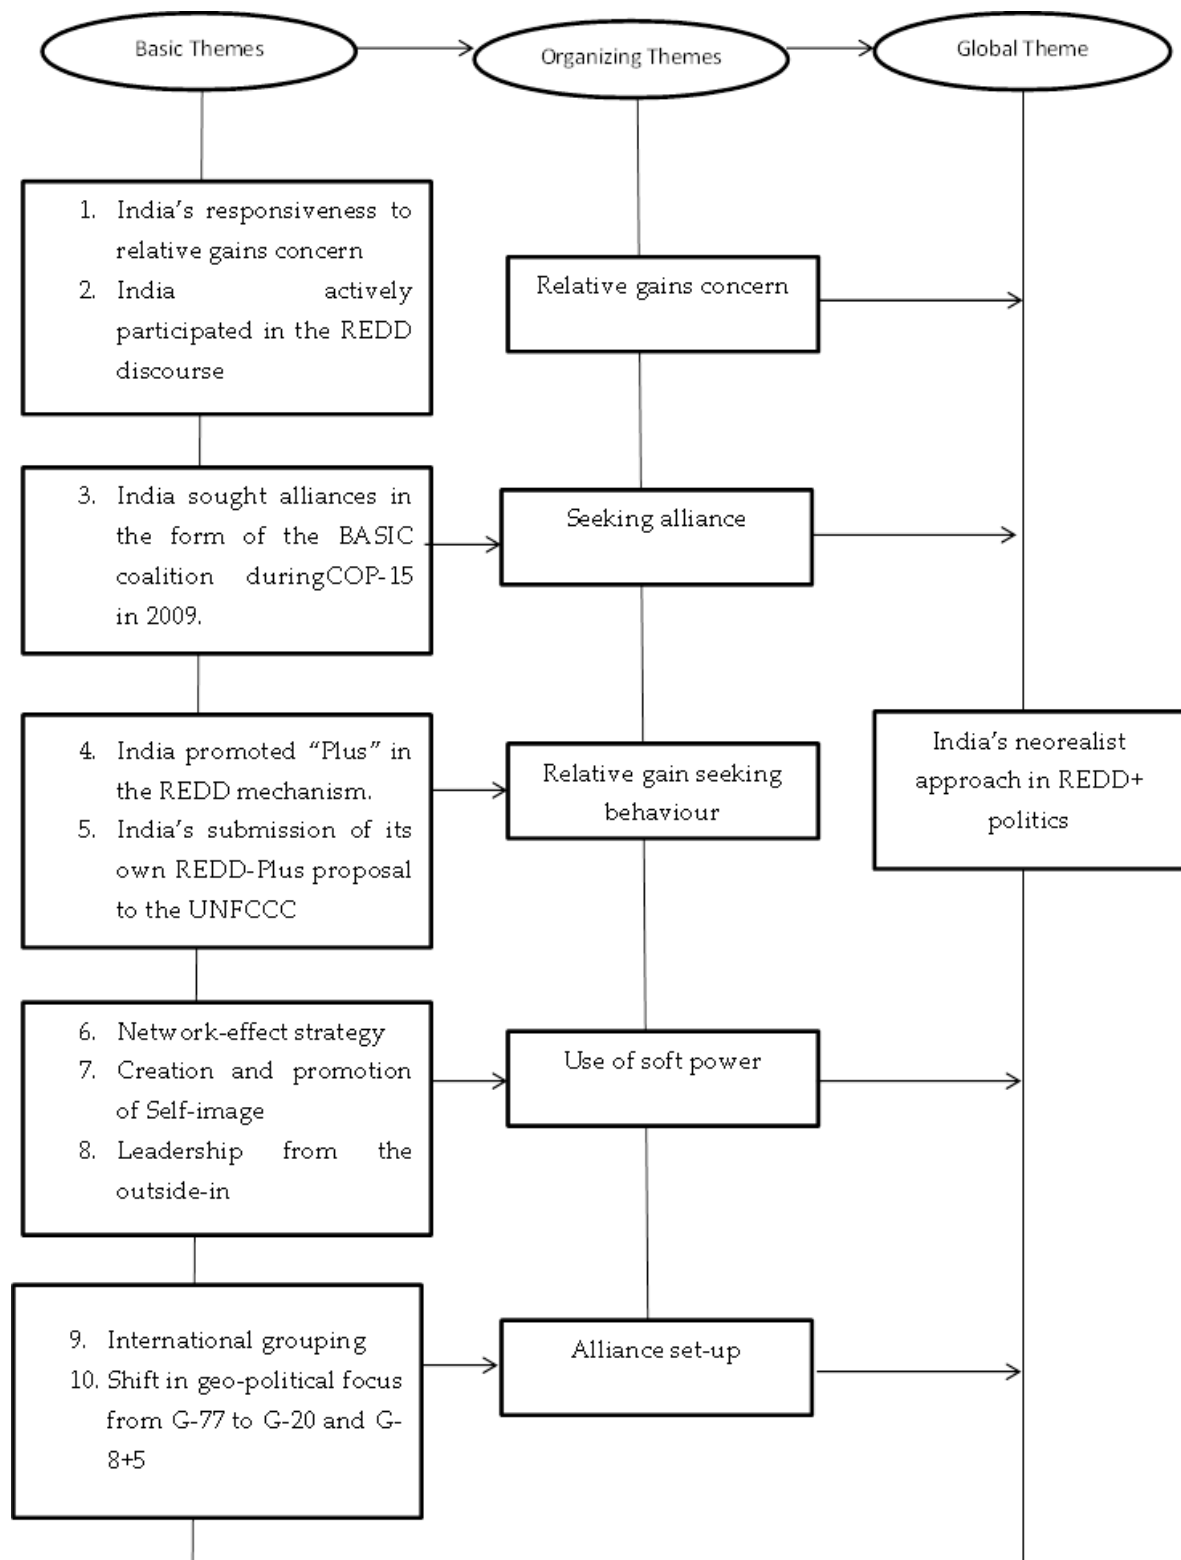 Basic Themes
Organizing Themes
Global Theme
1. India's responsiveness to
relative gains concern
2. India actively
participated in the REDD
discourse
Relative gains concern
3. India sought alliances in
the form of the BASIC
coalition duringCOP-15
in 2009.
Seeking alliance
4. India promoted “Plus” in
the REDD mechanism.
5. India's submission of its
own REDD-Plus proposal
to the UNFCCC
Relative gain seeking
behaviour
India's neorealist
approach in REDD+
politics
6. Network-effect strategy
7. Creation and promotion
of Self-image
8. Leadership from the
outside-in
Use of soft power
9. International grouping
10. Shift in geo-political focus
from G-77 to G-20 and G-
8+5
Alliance set-up